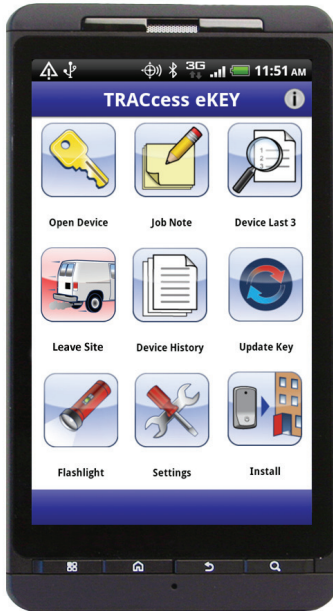 3G
11:51 AM
TRACcess eKEY
Open Device
Job Note
Device Last 3
Leave Site
Device History
Update Key
Flashlight
Settings
Install